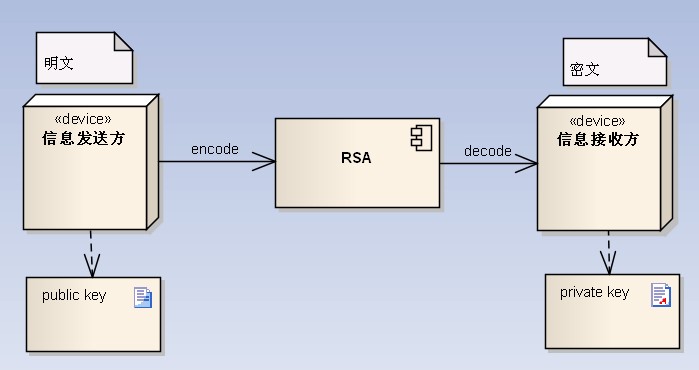 明文
密文
«device»
信息发送方
«device»
信息接收方
encode
RSA
decode
public key
private key